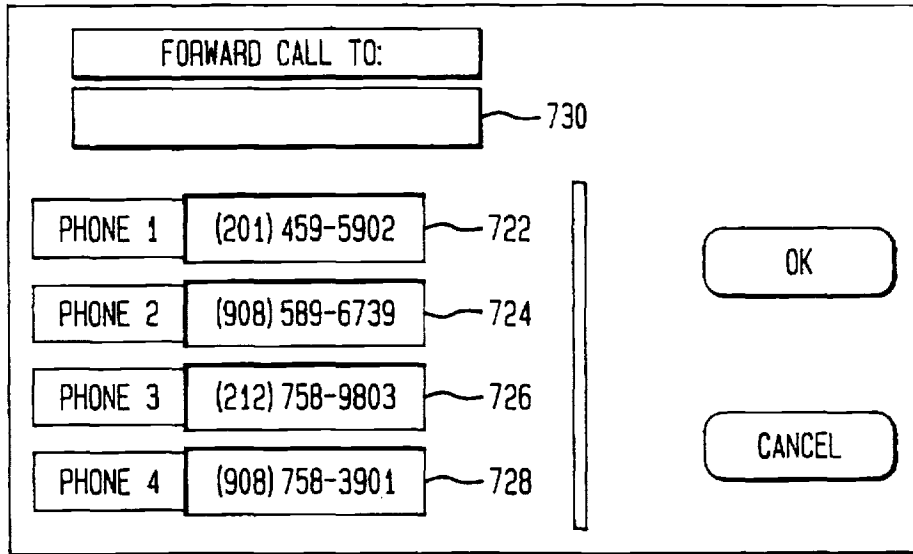 FORWARD CALL TO:
730
PHONE 1 (201) 459-5902 722
OK
PHONE 2 (908) 589-6739 724
PHONE 3 (212) 758-9803 726
CANCEL
PHONE 4 (908) 758-3901 728